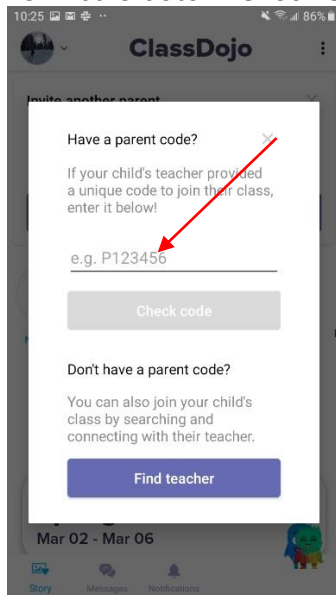 10:25
86%
ClassDojo
Invite another parent
Have a parent code?
If your child's teacher provided
a unique code to join their class,
enter it below!
e.g. P123456
Check code
Don't have a parent code?
You can also join your child's
class by searching and
connecting with their teacher.
Find teacher
Mar 02 - Mar 06
Story Messages Notifications